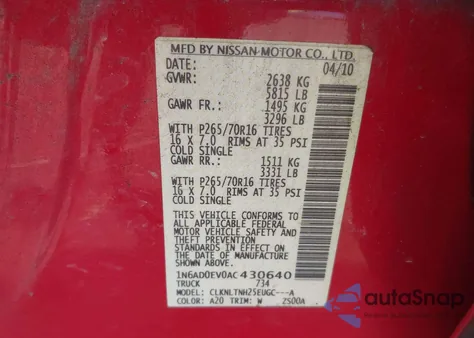 MFD BY NISSAN MOTOR CO., LTD.
DATE: 04/10
GVWR: 2638 KG
5815 LB
GAWR FR: 1495 KG
3296 LB
WITH P265/70R16 TIRES
16 X 7.0 RIMS AT 35 PSI
COLD SINGLE
GAWR RR: 1511 KG
3331 LB
WITH P265/70R16 TIRES
16 X 7.0 RIMS AT 35 PSI
COLD SINGLE
THIS VEHICLE CONFORMS TO
ALL APPLICABLE FEDERAL
MOTOR VEHICLE SAFETY
STANDARDS IN EFFECT ON
THE DATE OF MANUFACTURE
SHOWN ABOVE.
1N6AD0EV0AC430640
TRUCK 734
MODEL: CLKNLTNH25EUGC---A
COLOR: A20 TRIM: W 2500A
autoSnap